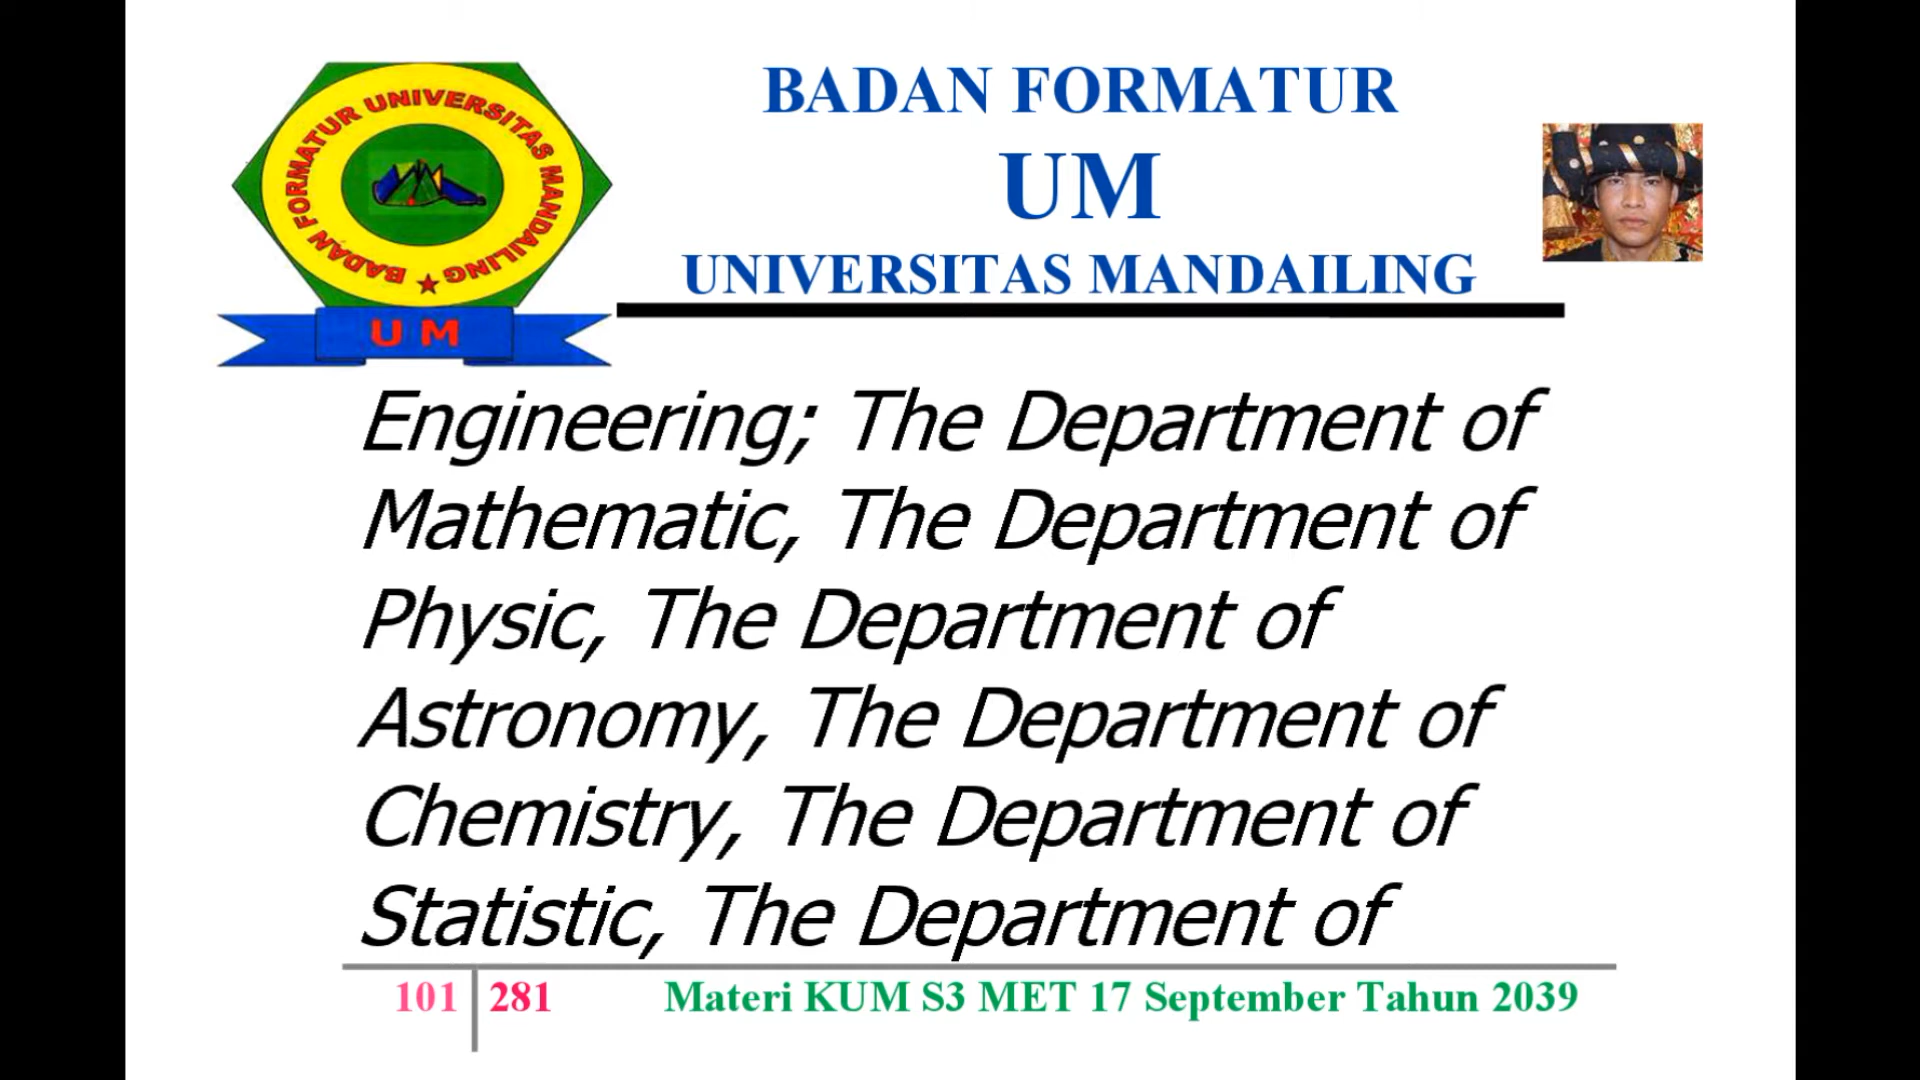 BADAN FORMATUR UNIVERSITAS MANDAILING
U M
BADAN FORMATUR
UM
UNIVERSITAS MANDAILING
Engineering; The Department of
Mathematic, The Department of
Physic, The Department of
Astronomy, The Department of
Chemistry, The Department of
Statistic, The Department of
101 281 Materi KUM S3 MET 17 September Tahun 2039